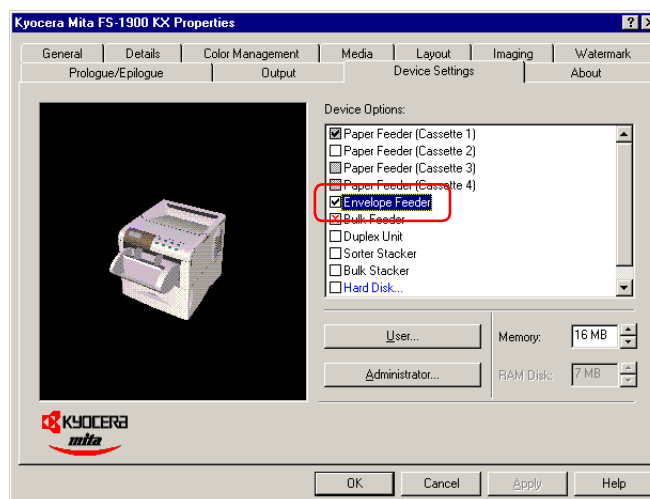 Kyocera Mita FS-1900 KX Properties
General Details Color Management Media Layout Imaging Watermark
Prologue/Epilogue Output Device Settings About
Device Options:
Paper Feeder (Cassette 1)
Paper Feeder (Cassette 2)
Paper Feeder (Cassette 3)
Paper Feeder (Cassette 4)
Envelope Feeder
Bulk Feeder
Duplex Unit
Sorter Stacker
Bulk Stacker
Hard Disk...
User... Memory: 16 MB
Administrator... RAM Disk: 7 MB
KYOCERA
mita
OK Cancel Apply Help